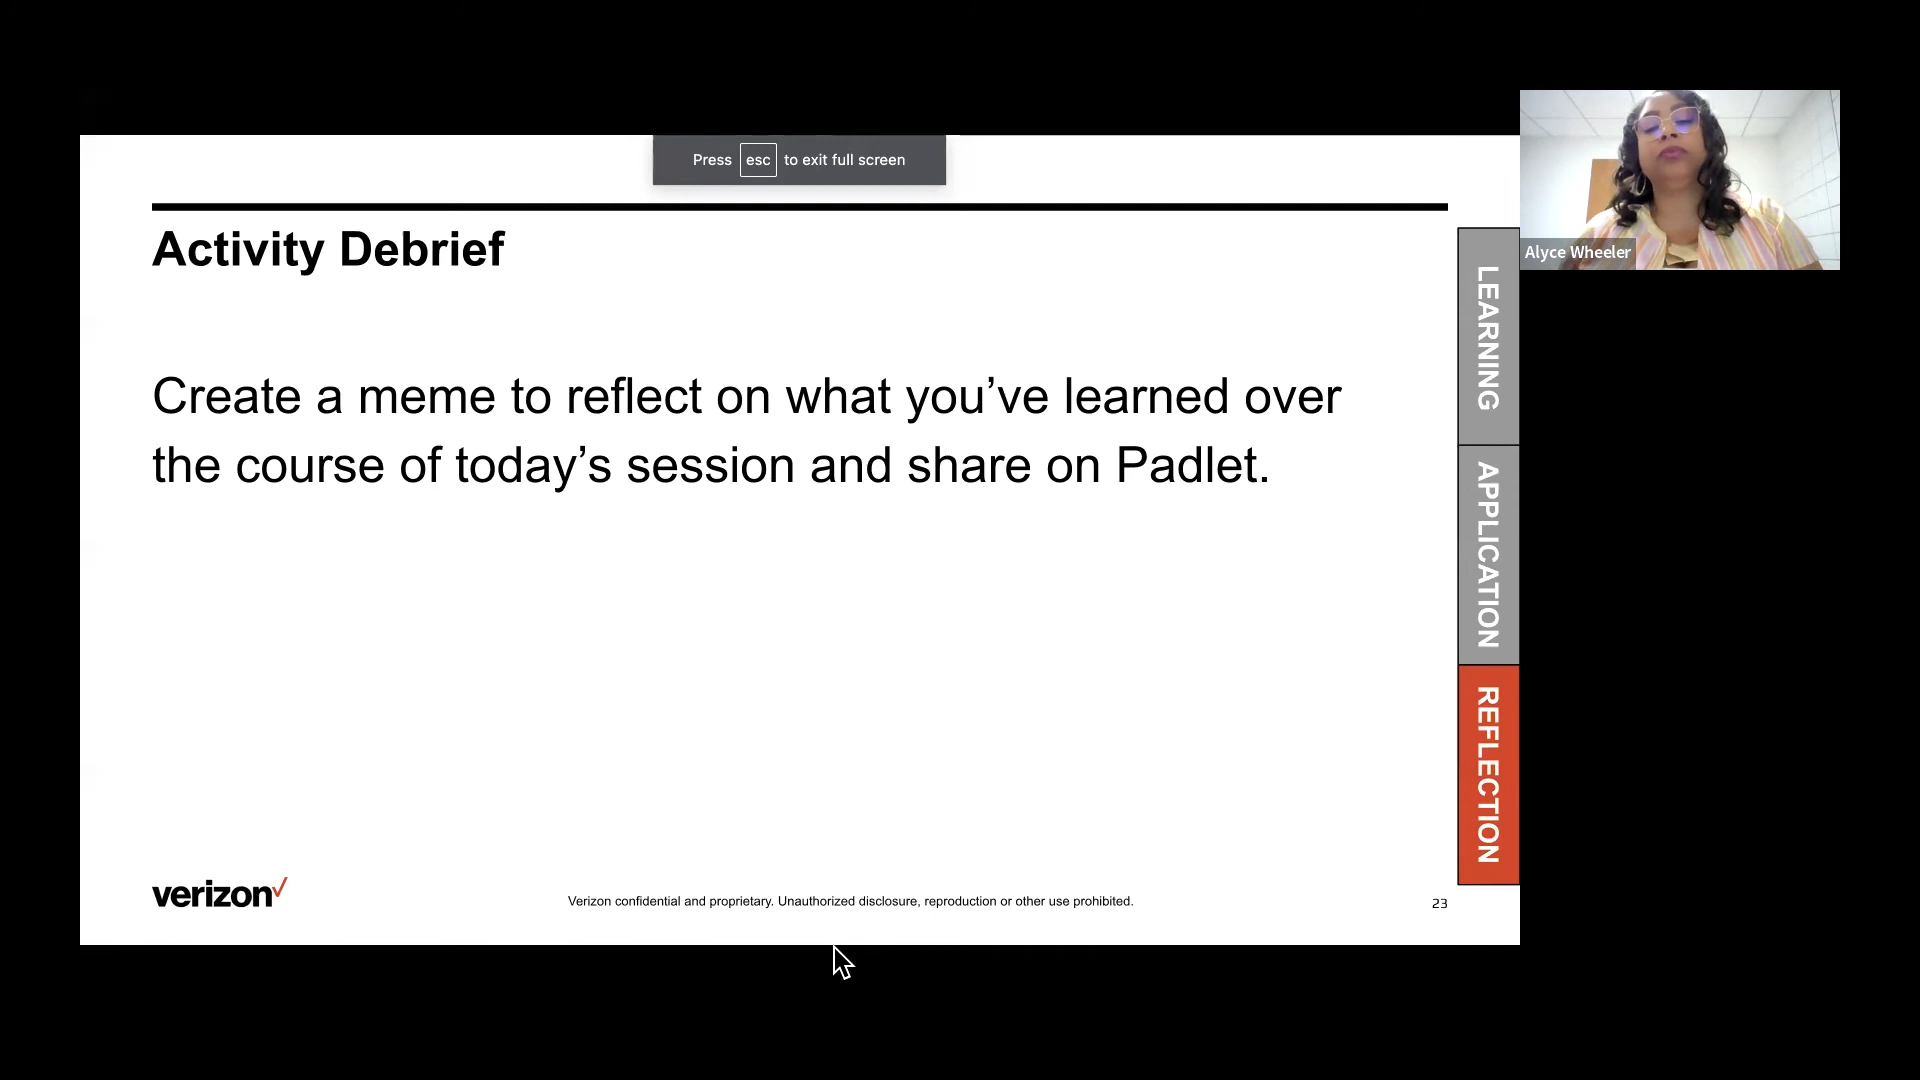 Press esc to exit full screen
Alyce Wheeler
Activity Debrief
Create a meme to reflect on what you’ve learned over
the course of today’s session and share on Padlet.
LEARNING
APPLICATION
REFLECTION
verizon
Verizon confidential and proprietary. Unauthorized disclosure, reproduction or other use prohibited.
23